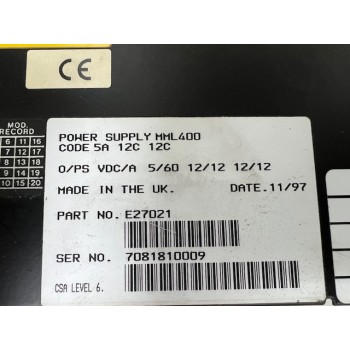 CE
MOD.
RECORD
6 11 16
7 12 17
8 13 18
9 14 19
10 15 20
POWER SUPPLY MML400
CODE 5A 12C 12C
O/PS VDC/A 5/60 12/12 12/12
MADE IN THE UK. DATE. 11/97
PART NO. E27021
SER NO. 7081810009
CSA LEVEL 6.